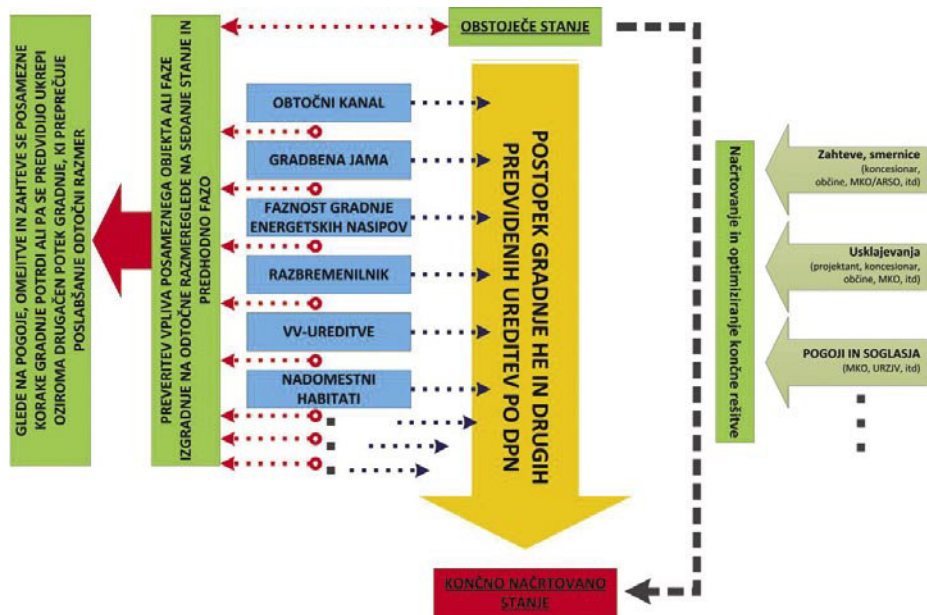 GLEDE NA POGOJE, OMEJITVE IN ZAHTEVE SE POSAMEZNE
KORAKE GRADNJE POTRDI ALI PA SE PREDVIDIJO UKREPI
OZIROMA DRUGAČEN POTEK GRADNJE, KI PREPREČUJE
POSLABŠANJE ODTOČNI RAZMER
PREVERITEV VPLIVA POSAMEZNEGA OBJEKTA ALI FAZE
IZGRADNJE NA ODTOČNE RAZMEREGLEDE NA SEDANJE STANJE IN
PREDHODNO FAZO
OBSTOJEČE STANJE
OBTOČNI KANAL
GRADBENA JAMA
FAZNOST GRADNJE
ENERGETSKIH NASIPOV
RAZBREMENILNIK
VV-UREDITVE
NADOMESTNI
HABITATI
POSTOPEK GRADNJE HE IN DRUGIH
PREDVIDENIH UREDITEV PO DPN
KONČNO NAČRTOVANO
STANJE
Načrtovanje in optimiziranje končne rešitve
Zahteve, smernice
(koncesionar,
občine, MKO/ARSO, itd)
Usklajevanja
(projektant, koncesionar,
občine, MKO, itd)
POGOJI IN SOGLASJA
(MKO, URZJV, itd)